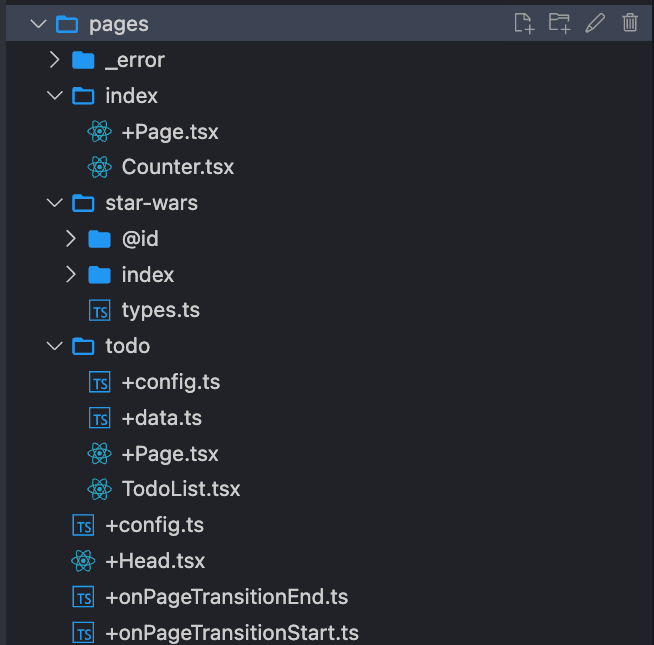 pages
_error
index
+Page.tsx
Counter.tsx
star-wars
@id
index
TS types.ts
todo
TS +config.ts
TS +data.ts
+Page.tsx
TodoList.tsx
TS +config.ts
+Head.tsx
TS +onPageTransitionEnd.ts
TS +onPageTransitionStart.ts